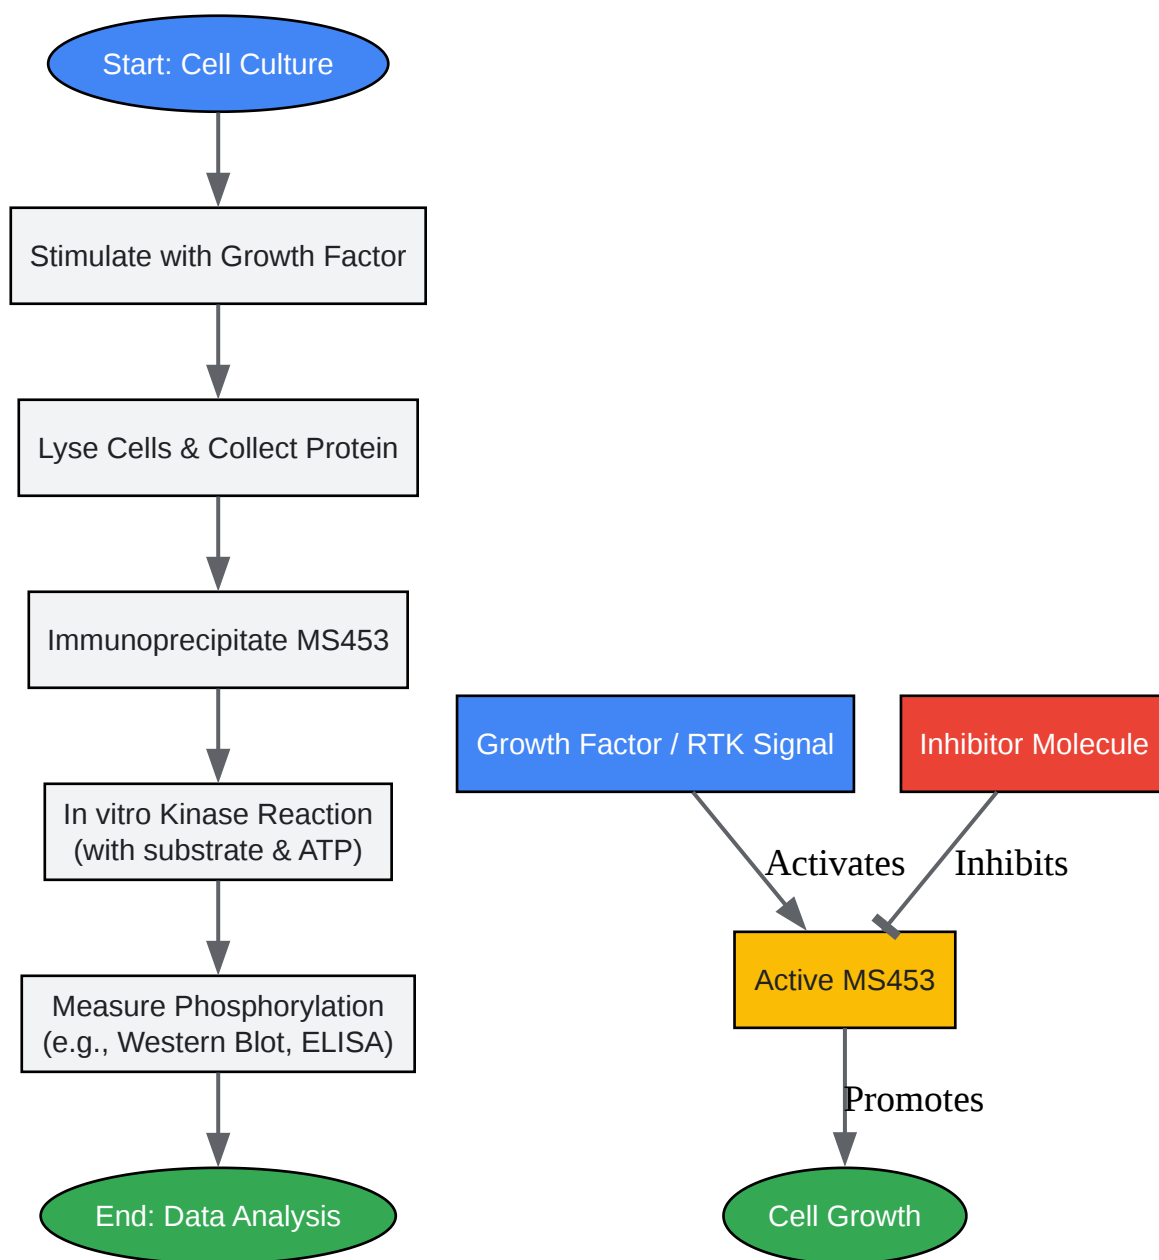 Start: Cell Culture
Stimulate with Growth Factor
Lyse Cells & Collect Protein
Immunoprecipitate MS453
In vitro Kinase Reaction
(with substrate & ATP)
Measure Phosphorylation
(e.g., Western Blot, ELISA)
End: Data Analysis
Growth Factor / RTK Signal
Inhibitor Molecule
Activates
Inhibits
Active MS453
Promotes
Cell Growth